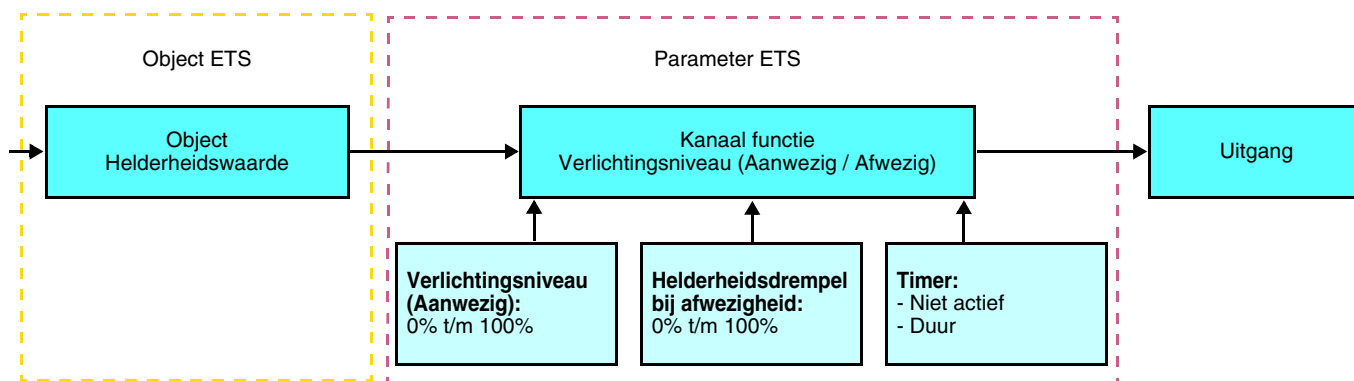 Object ETS
Parameter ETS
Object
Helderheidswaarde
Kanaal functie
Verlichtingsniveau (Aanwezig / Afwezig)
Uitgang
Verlichtingsniveau
(Aanwezig):
0% t/m 100%
Helderheidsdrempel
bij afwezigheid:
0% t/m 100%
Timer:
- Niet actief
- Duur